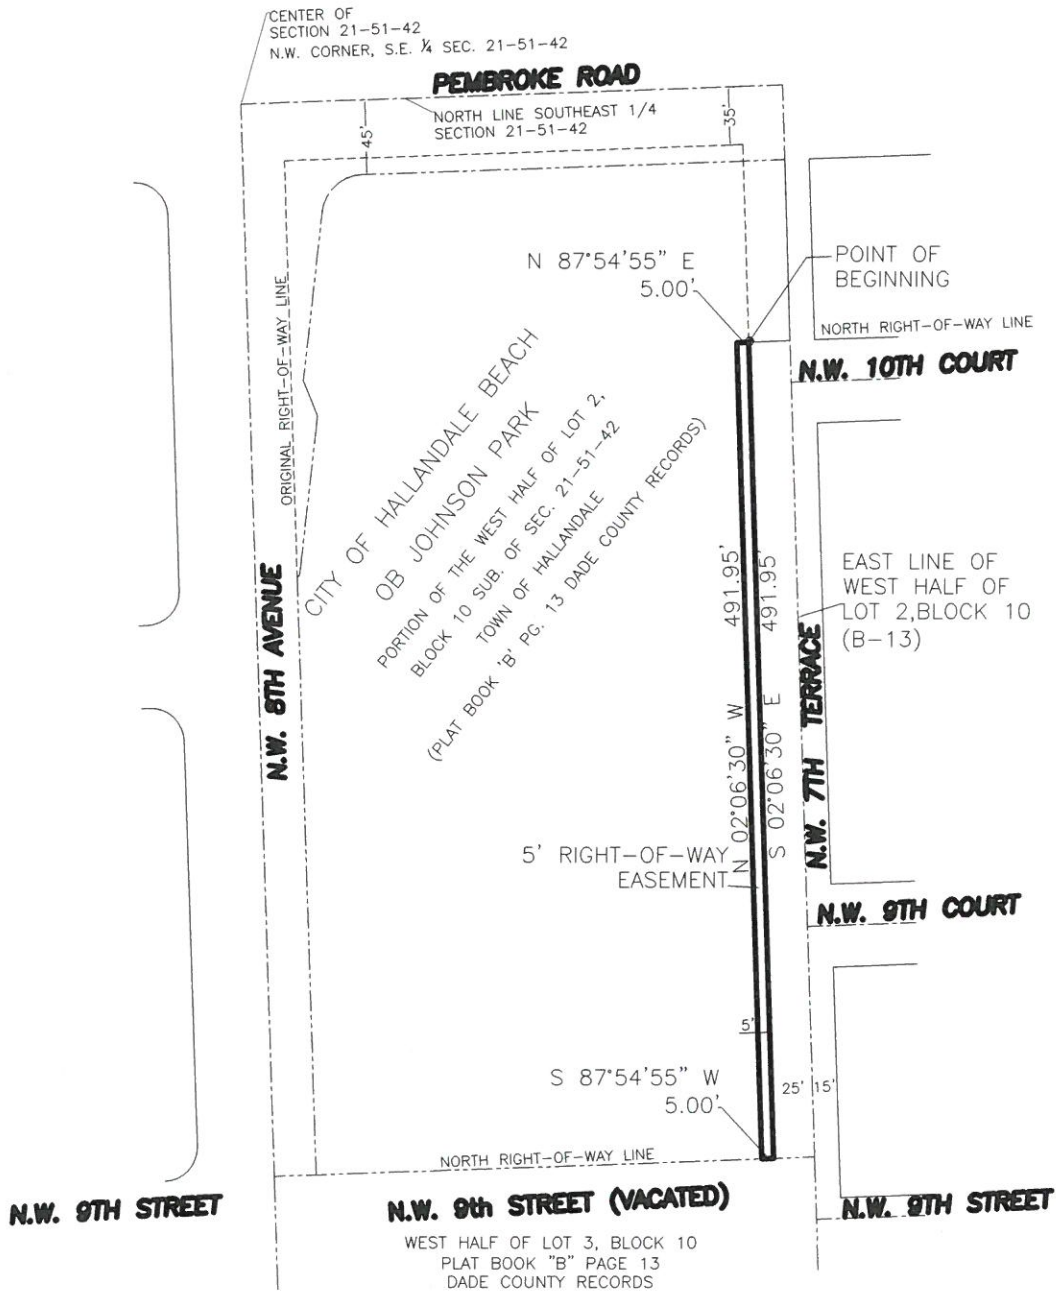 CENTER OF
SECTION 21-51-42
N.W. CORNER, S.E. ¼ SEC. 21-51-42
PEMBROKE ROAD
NORTH LINE SOUTHEAST 1/4
SECTION 21-51-42
45'
35'
N 87°54'55" E
5.00'
POINT OF
BEGINNING
NORTH RIGHT-OF-WAY LINE
N.W. 10TH COURT
ORIGINAL RIGHT-OF-WAY LINE
CITY OF HALLANDALE BEACH
OB JOHNSON PARK
PORTION OF THE WEST HALF OF LOT 2,
BLOCK 10 SUB. OF SEC. 21-51-42
TOWN OF HALLANDALE
(PLAT BOOK 'B' PG. 13 DADE COUNTY RECORDS)
491.95'
491.95'
EAST LINE OF
WEST HALF OF
LOT 2,BLOCK 10
(B-13)
N.W. 8TH AVENUE
N 02°06'30" W
S 02°06'30" E
N.W. 7TH TERRACE
5' RIGHT-OF-WAY
EASEMENT
N.W. 9TH COURT
5'
S 87°54'55" W
5.00'
25'
15'
NORTH RIGHT-OF-WAY LINE
N.W. 9TH STREET
N.W. 9th STREET (VACATED)
N.W. 9TH STREET
WEST HALF OF LOT 3, BLOCK 10
PLAT BOOK "B" PAGE 13
DADE COUNTY RECORDS